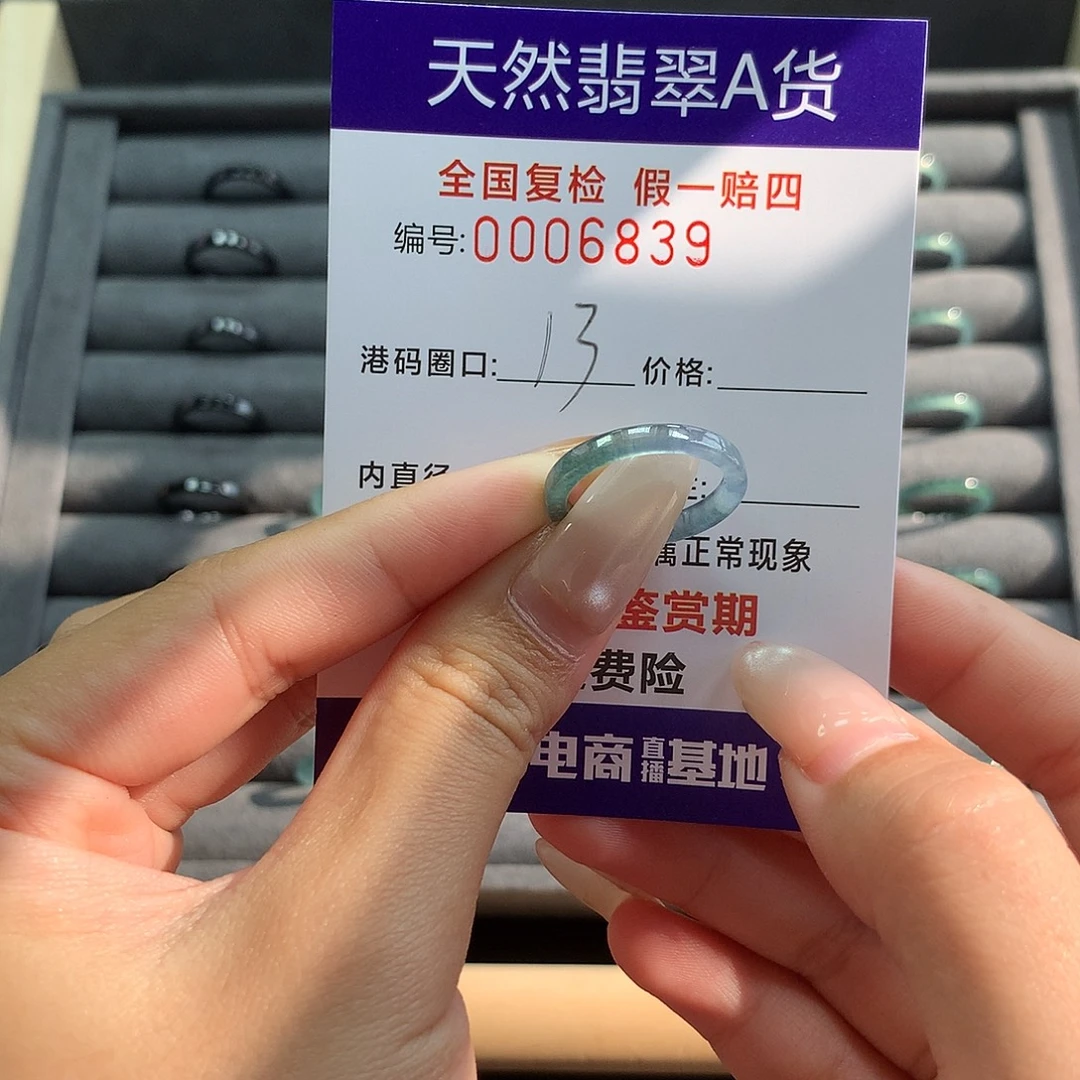 天然翡翠A货
全国复检 假一赔四
编号:0006839
港码圈口: 13 价格:
内直径
属正常现象
鉴赏期
费险
电商直播基地